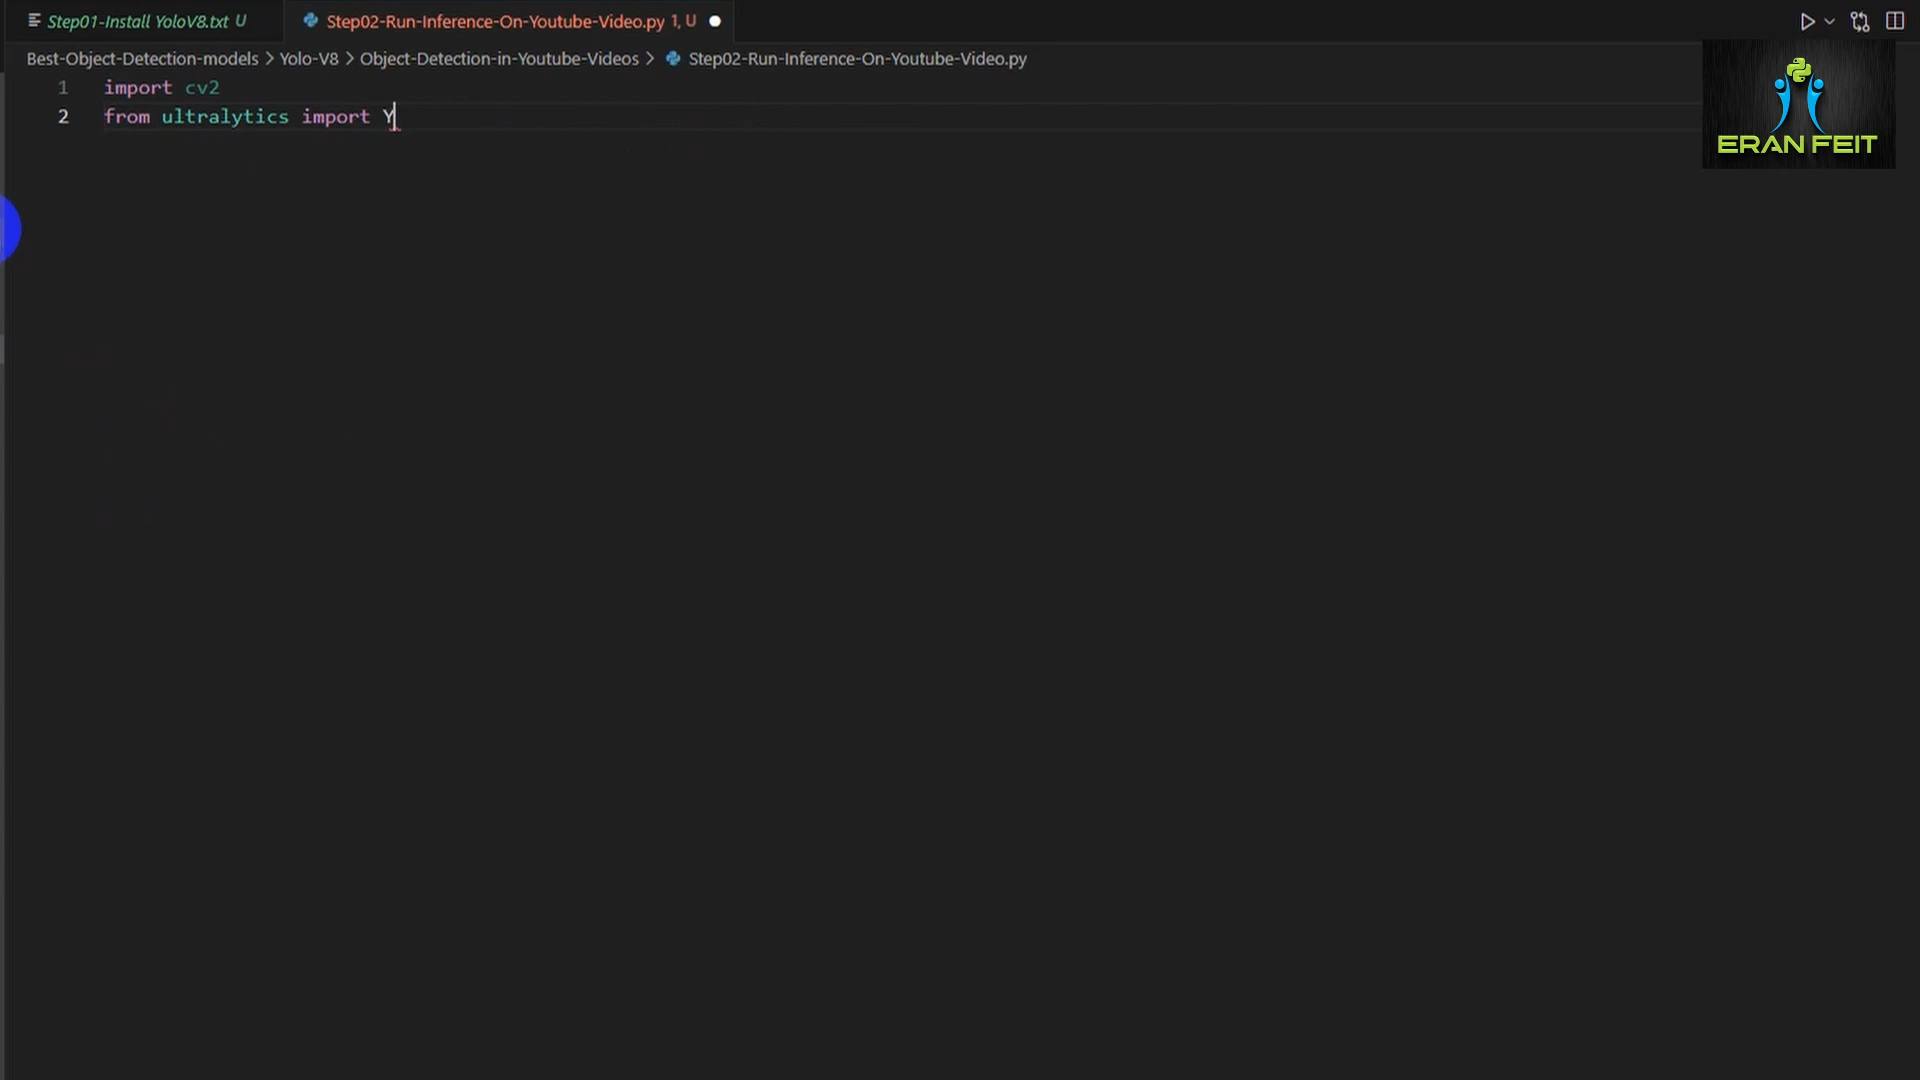 Step01-Install YoloV8.txt U
Step02-Run-Inference-On-Youtube-Video.py 1, U
Best-Object-Detection-models > Yolo-V8 > Object-Detection-in-Youtube-Videos > Step02-Run-Inference-On-Youtube-Video.py
1 import cv2
2 from ultralytics import Y
ERAN FEIT